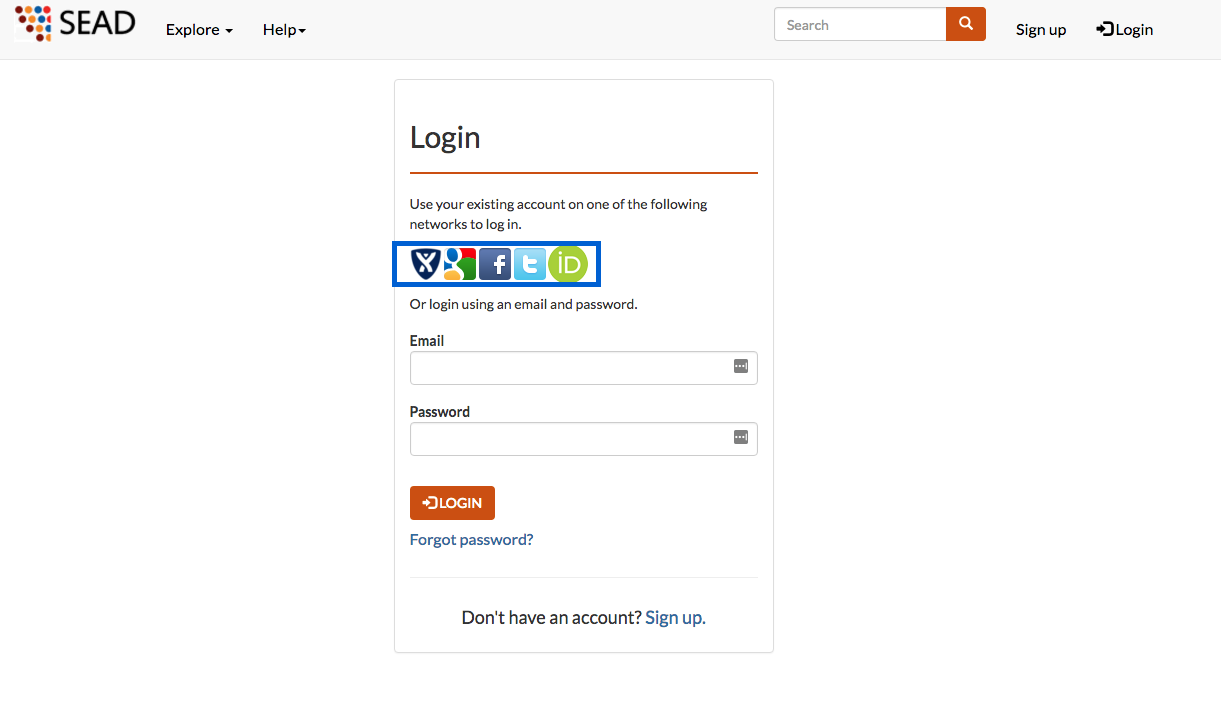 SEAD Explore Help Search Sign up Login
Login
Use your existing account on one of the following
networks to log in.
f t iD
Or login using an email and password.
Email
Password
LOGIN
Forgot password?
Don't have an account? Sign up.